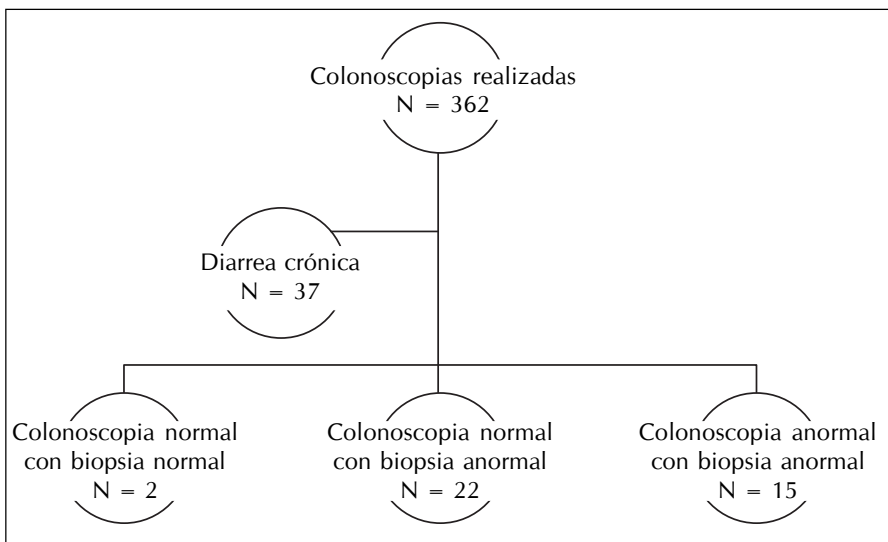 Colonoscopias realizadas
N = 362
Diarrea crónica
N = 37
Colonoscopia normal
con biopsia normal
N = 2
Colonoscopia normal
con biopsia anormal
N = 22
Colonoscopia anormal
con biopsia anormal
N = 15